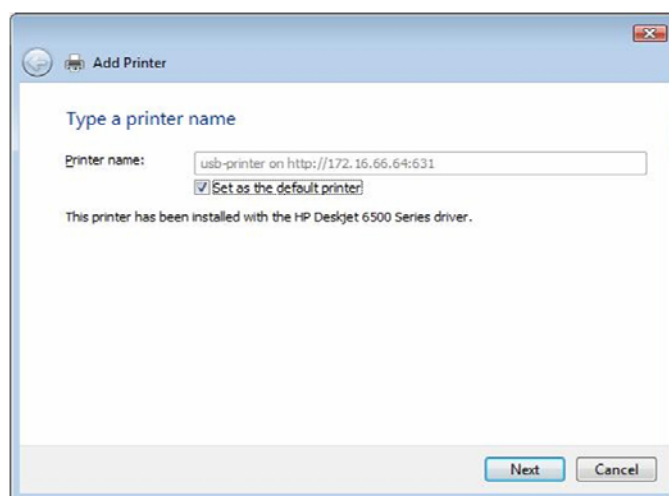 Add Printer
Type a printer name
Printer name:
usb-printer on http://172.16.66.64:631
Set as the default printer
This printer has been installed with the HP Deskjet 6500 Series driver.
Next
Cancel